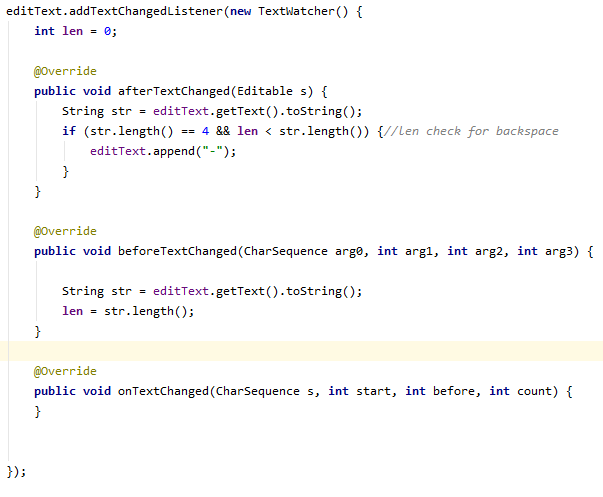 editText.addTextChangedListener(new TextWatcher() {
    int len = 0;

    @Override
    public void afterTextChanged(Editable s) {
        String str = editText.getText().toString();
        if (str.length() == 4 && len < str.length()) {//len check for backspace
            editText.append("-");
        }
    }

    @Override
    public void beforeTextChanged(CharSequence arg0, int arg1, int arg2, int arg3) {

        String str = editText.getText().toString();
        len = str.length();
    }

    @Override
    public void onTextChanged(CharSequence s, int start, int before, int count) {
    }


});